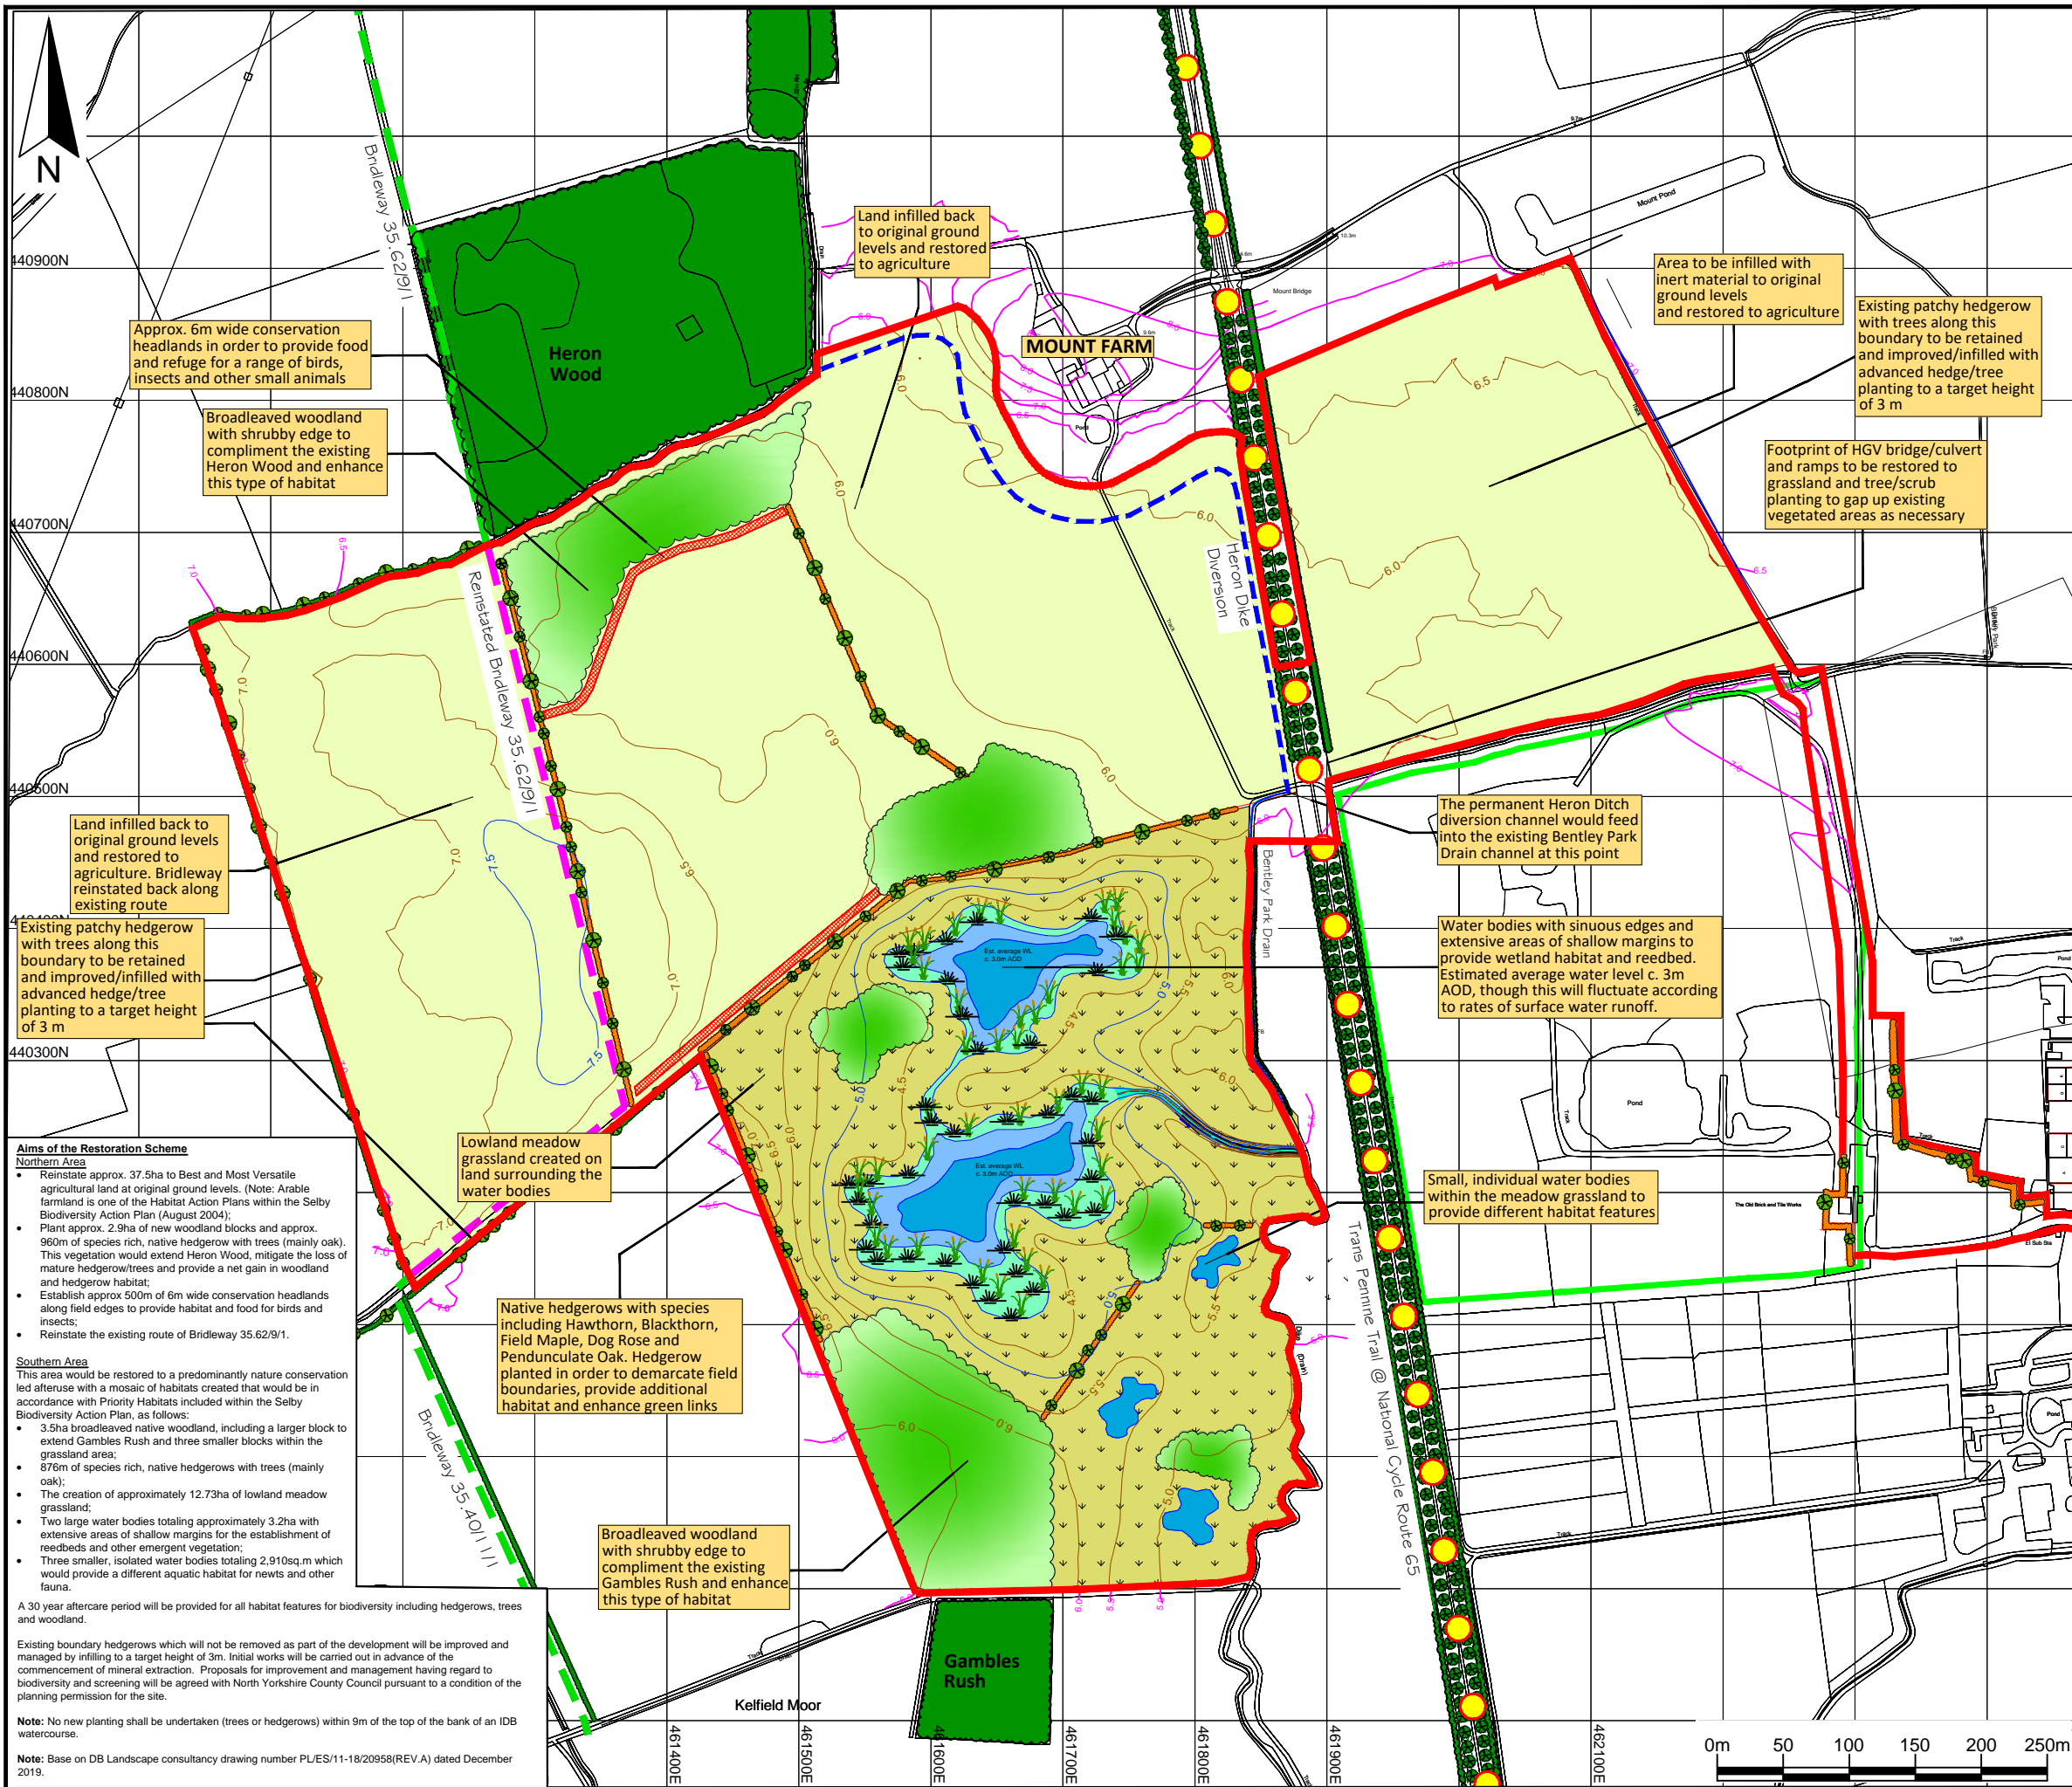 N
Bridleway 35.62/9/1
Heron
Wood
Land infilled back
to original ground
levels and restored
to agriculture
MOUNT FARM
Mount Bridge
Mount Pond
Pond
Area to be infilled with
inert material to original
ground levels
and restored to agriculture
Existing patchy hedgerow
with trees along this
boundary to be retained
and improved/infilled with
advanced hedge/tree
planting to a target height
of 3 m
Footprint of HGV bridge/culvert
and ramps to be restored to
grassland and tree/scrub
planting to gap up existing
vegetated areas as necessary
Approx. 6m wide conservation
headlands in order to provide food
and refuge for a range of birds,
insects and other small animals
Broadleaved woodland
with shrubby edge to
compliment the existing
Heron Wood and enhance
this type of habitat
440900N
440800N
440700N
440600N
440500N
440400N
440300N
Reinstated Bridleway 35.62/9/1
Heron Dike
Diversion
Land infilled back to
original ground levels
and restored to
agriculture. Bridleway
reinstated back along
existing route
Existing patchy hedgerow
with trees along this
boundary to be retained
and improved/infilled with
advanced hedge/tree
planting to a target height
of 3 m
The permanent Heron Ditch
diversion channel would feed
into the existing Bentley Park
Drain channel at this point
Bentley Park Drain
Water bodies with sinuous edges and
extensive areas of shallow margins to
provide wetland habitat and reedbed.
Estimated average water level c. 3m
AOD, though this will fluctuate according
to rates of surface water runoff.
Est. average WL
c. 3.0m AOD
Est. average WL
c. 3.0m AOD
Lowland meadow
grassland created on
land surrounding the
water bodies
Small, individual water bodies
within the meadow grassland to
provide different habitat features
Native hedgerows with species
including Hawthorn, Blackthorn,
Field Maple, Dog Rose and
Pendunculate Oak. Hedgerow
planted in order to demarcate field
boundaries, provide additional
habitat and enhance green links
Broadleaved woodland
with shrubby edge to
compliment the existing
Gambles Rush and enhance
this type of habitat
Trans Pennine Trail @ National Cycle Route 65
Pond
The Old Brick and Tile Works
El Sub Sta
Bridleway 35.40/11/1
Gambles
Rush
Kelfield Moor
Aims of the Restoration Scheme
Northern Area
• Reinstate approx. 37.5ha to Best and Most Versatile
agricultural land at original ground levels. (Note: Arable
farmland is one of the Habitat Action Plans within the Selby
Biodiversity Action Plan (August 2004);
• Plant approx. 2.9ha of new woodland blocks and approx.
960m of species rich, native hedgerow with trees (mainly oak).
This vegetation would extend Heron Wood, mitigate the loss of
mature hedgerow/trees and provide a net gain in woodland
and hedgerow habitat;
• Establish approx 500m of 6m wide conservation headlands
along field edges to provide habitat and food for birds and
insects;
• Reinstate the existing route of Bridleway 35.62/9/1.
Southern Area
This area would be restored to a predominantly nature conservation
led afteruse with a mosaic of habitats created that would be in
accordance with Priority Habitats included within the Selby
Biodiversity Action Plan, as follows:
• 3.5ha broadleaved native woodland, including a larger block to
extend Gambles Rush and three smaller blocks within the
grassland area;
• 876m of species rich, native hedgerows with trees (mainly
oak);
• The creation of approximately 12.73ha of lowland meadow
grassland;
• Two large water bodies totaling approximately 3.2ha with
extensive areas of shallow margins for the establishment of
reedbeds and other emergent vegetation;
• Three smaller, isolated water bodies totaling 2,910sq.m which
would provide a different aquatic habitat for newts and other
fauna.
A 30 year aftercare period will be provided for all habitat features for biodiversity including hedgerows, trees
and woodland.
Existing boundary hedgerows which will not be removed as part of the development will be improved and
managed by infilling to a target height of 3m. Initial works will be carried out in advance of the
commencement of mineral extraction. Proposals for improvement and management having regard to
biodiversity and screening will be agreed with North Yorkshire County Council pursuant to a condition of the
planning permission for the site.
Note: No new planting shall be undertaken (trees or hedgerows) within 9m of the top of the bank of an IDB
watercourse.
Note: Base on DB Landscape consultancy drawing number PL/ES/11-18/20958(REV.A) dated December
2019.
461400E
461500E
461600E
461700E
461800E
461900E
462100E
0m 50 100 150 200 250m